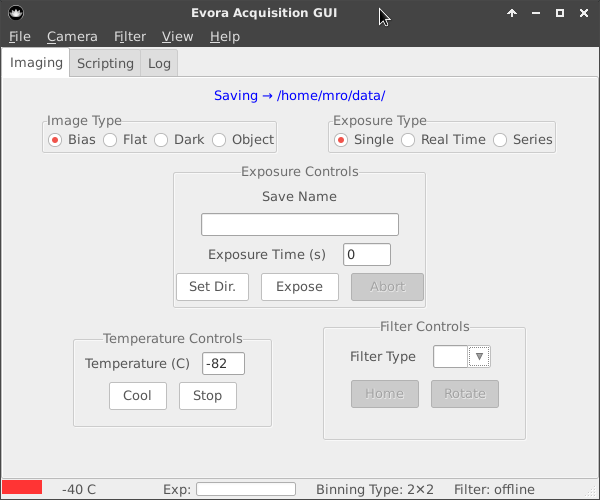 Evora Acquisition GUI
File Camera Filter View Help
Imaging Scripting Log
Saving → /home/mro/data/
Image Type
Bias Flat Dark Object
Exposure Type
Single Real Time Series
Exposure Controls
Save Name
Exposure Time (s) 0
Set Dir. Expose Abort
Temperature Controls
Temperature (C) -82
Cool Stop
Filter Controls
Filter Type
Home Rotate
-40 C Exp: Binning Type: 2×2 Filter: offline